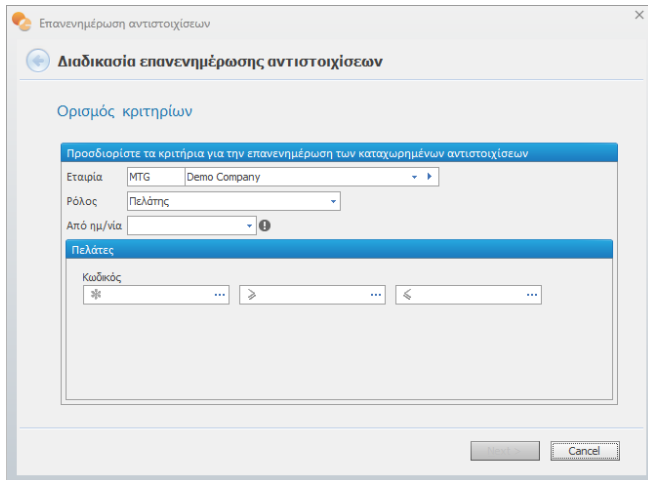 Επανενημέρωση αντιστοιχίσεων
Διαδικασία επανενημέρωσης αντιστοιχίσεων
Ορισμός κριτηρίων
Προσδιορίστε τα κριτήρια για την επανενημέρωση των καταχωρημένων αντιστοιχίσεων
Εταιρία MTG Demo Company
Ρόλος Πελάτης
Από ημ/νία
Πελάτες
Κωδικός
Next >
Cancel